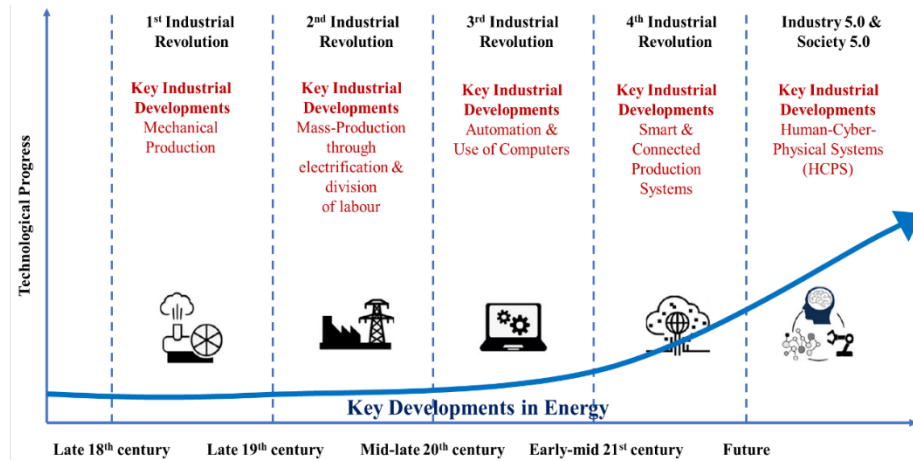 1st Industrial
Revolution
2nd Industrial
Revolution
3rd Industrial
Revolution
4th Industrial
Revolution
Industry 5.0 &
Society 5.0
Key Industrial
Developments
Mechanical
Production
Key Industrial
Developments
Mass-Production
through
electrification &
division
of labour
Key Industrial
Developments
Automation &
Use of Computers
Key Industrial
Developments
Smart &
Connected
Production
Systems
Key Industrial
Developments
Human-Cyber-
Physical Systems
(HCPS)
Technological Progress
Key Developments in Energy
Late 18th century
Late 19th century
Mid-late 20th century
Early-mid 21st century
Future